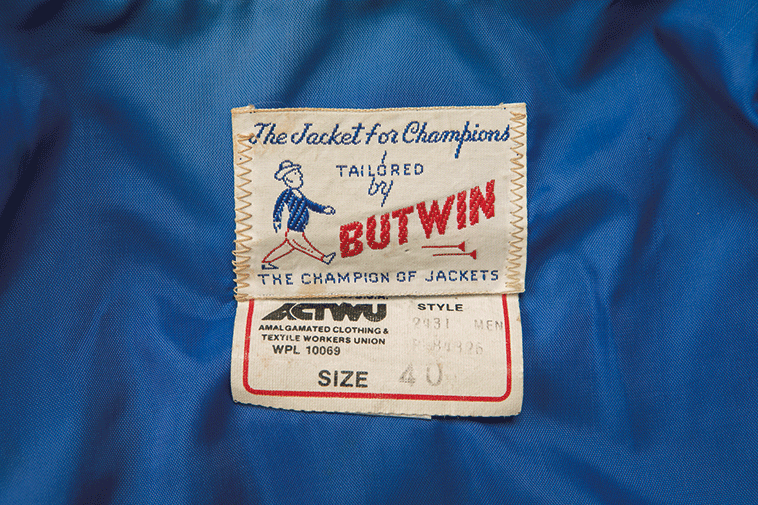 The Jacket for Champions
TAILORED
by
BUTWIN
THE CHAMPION OF JACKETS
ACTWU
AMALGAMATED CLOTHING &
TEXTILE WORKERS UNION
WPL 10069
STYLE
2431 MEN
SIZE 40